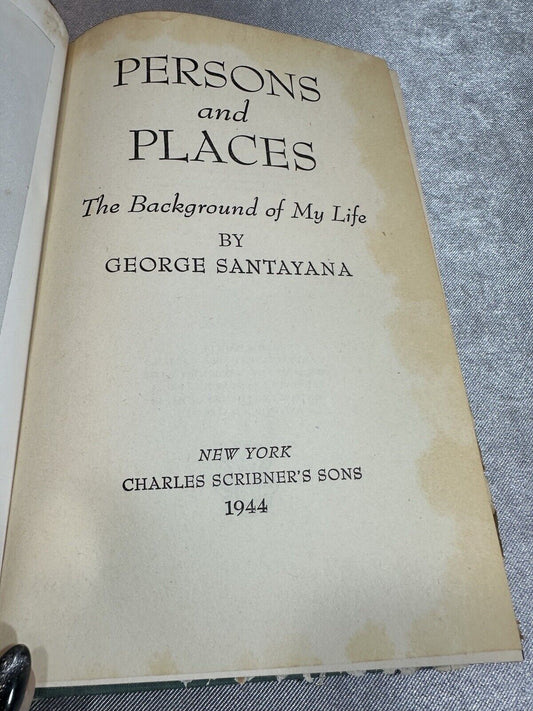 PERSONS
and
PLACES
The Background of My Life
BY
GEORGE SANTAYANA
NEW YORK
CHARLES SCRIBNER'S SONS
1944